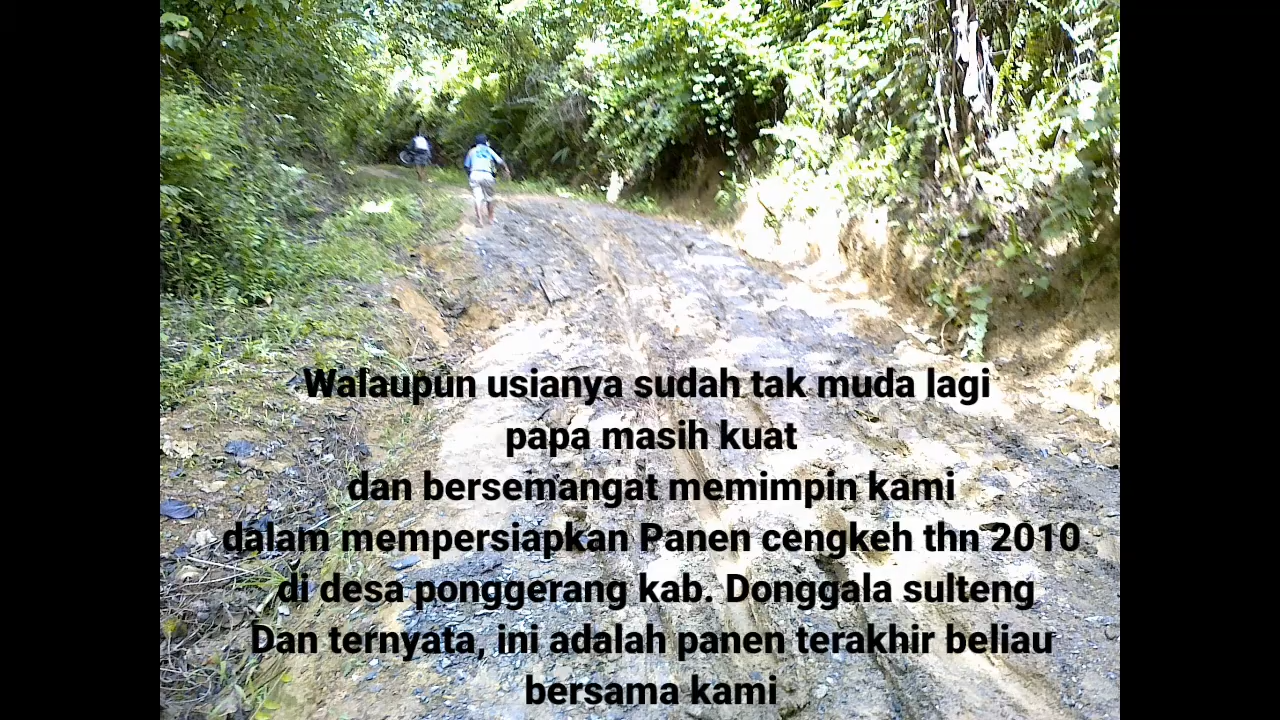 Walaupun usianya sudah tak muda lagi
papa masih kuat
dan bersemangat memimpin kami
dalam mempersiapkan Panen cengkeh thn 2010
di desa ponggerang kab. Donggala sulteng
Dan ternyata, ini adalah panen terakhir beliau
bersama kami